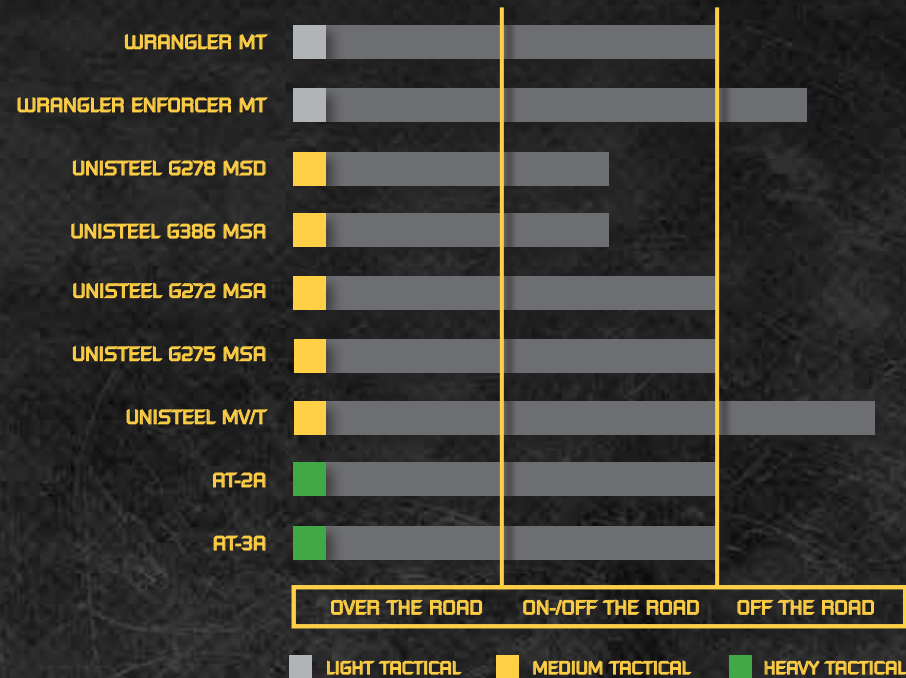 WRANGLER MT
WRANGLER ENFORCER MT
UNISTEEL G278 MSD
UNISTEEL G386 MSA
UNISTEEL G272 MSA
UNISTEEL G275 MSA
UNISTEEL MV/T
AT-2A
AT-3A
OVER THE ROAD ON-/OFF THE ROAD OFF THE ROAD
LIGHT TACTICAL MEDIUM TACTICAL HEAVY TACTICAL